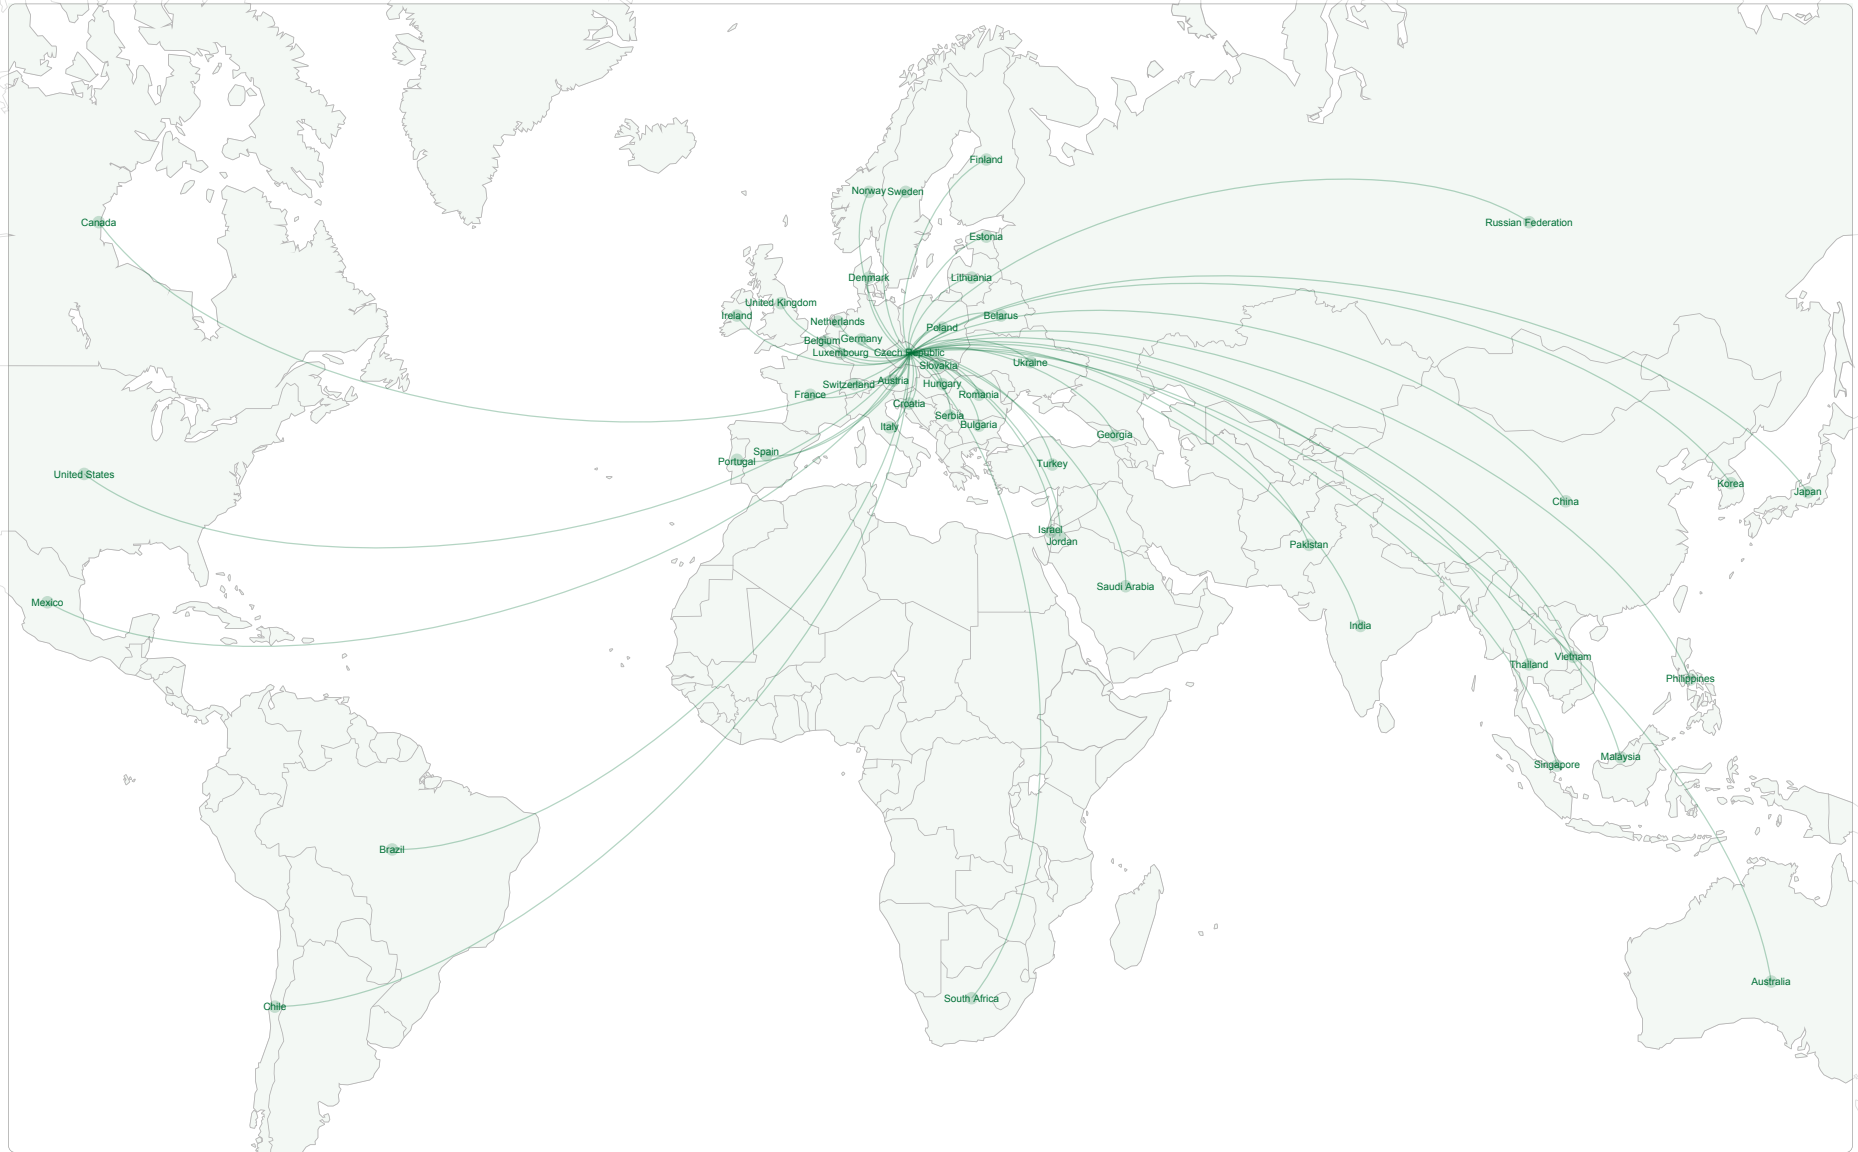 Finland
Norway
Sweden
Canada
Russian Federation
Estonia
Denmark
Lithuania
United Kingdom
Ireland
Belarus
Netherlands
Poland
Belgium
Germany
Luxembourg
Czech Republic
Ukraine
Slovakia
Austria
Switzerland
Hungary
France
Romania
Croatia
Serbia
Italy
Bulgaria
Georgia
Spain
Portugal
Turkey
United States
Korea
Japan
China
Israel
Jordan
Pakistan
Saudi Arabia
Mexico
India
Vietnam
Thailand
Philippines
Malaysia
Singapore
Brazil
Australia
South Africa
Chile